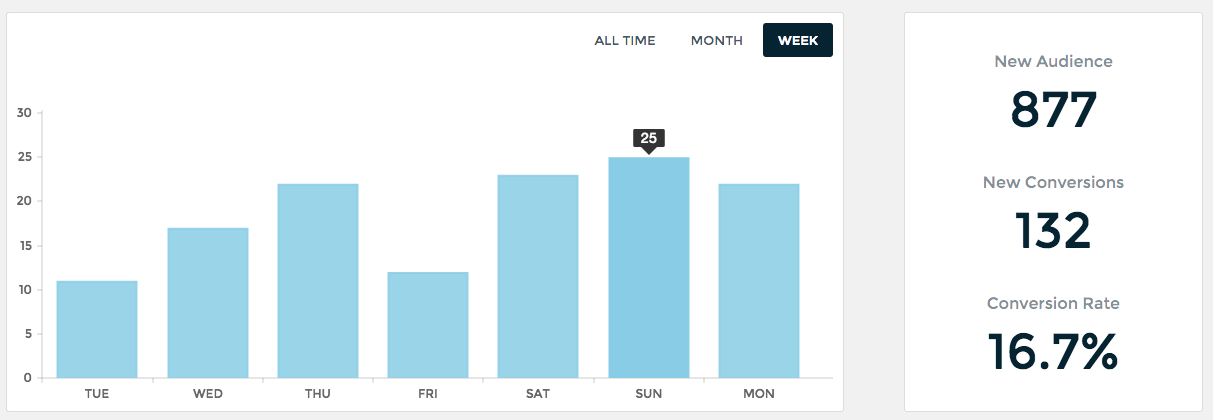 ALL TIME MONTH WEEK
30
25
20
15
10
5
0
25
TUE WED THU FRI SAT SUN MON
New Audience
877
New Conversions
132
Conversion Rate
16.7%